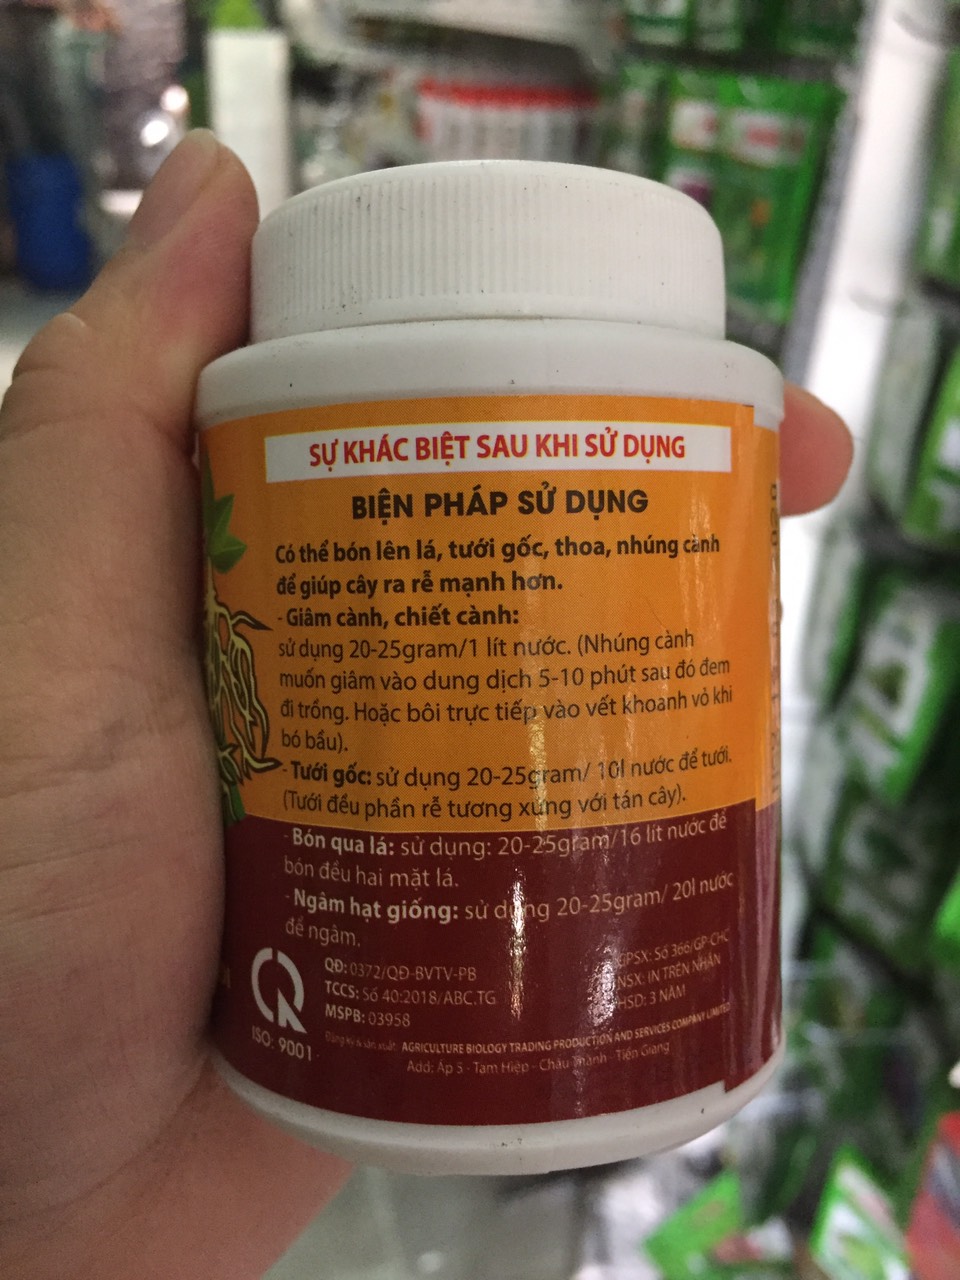 SỰ KHÁC BIỆT SAU KHI SỬ DỤNG
BIỆN PHÁP SỬ DỤNG
Có thể bón lên lá, tưới gốc, thoa, nhúng cành
để giúp cây ra rễ mạnh hơn.
- Giâm cành, chiết cành:
sử dụng 20-25gram/1 lít nước. (Nhúng cành
muốn giâm vào dung dịch 5-10 phút sau đó đem
đi trồng. Hoặc bôi trực tiếp vào vết khoanh vỏ khi
bó bầu).
- Tưới gốc: sử dụng 20-25gram/ 10l nước để tưới.
(Tưới đều phần rễ tương xứng với tán cây).
- Bón qua lá: sử dụng: 20-25gram/16 lít nước để
bón đều hai mặt lá.
- Ngâm hạt giống: sử dụng 20-25gram/ 20l nước
để ngâm.
QĐ: 0372/QĐ-BVTV-PB
TCCS: Số 40:2018/ABC.TG
MSPB: 03958
GPSX: Số 366/GP-CHC
NSX: IN TRÊN NHÃN
HSD: 3 NĂM
ISO: 9001
Đăng ký & sản xuất: AGRICULTURE BIOLOGY TRADING PRODUCTION AND SERVICES COMPANY LIMITED
Add: Ấp 5 - Tam Hiệp - Châu Thành - Tiền Giang